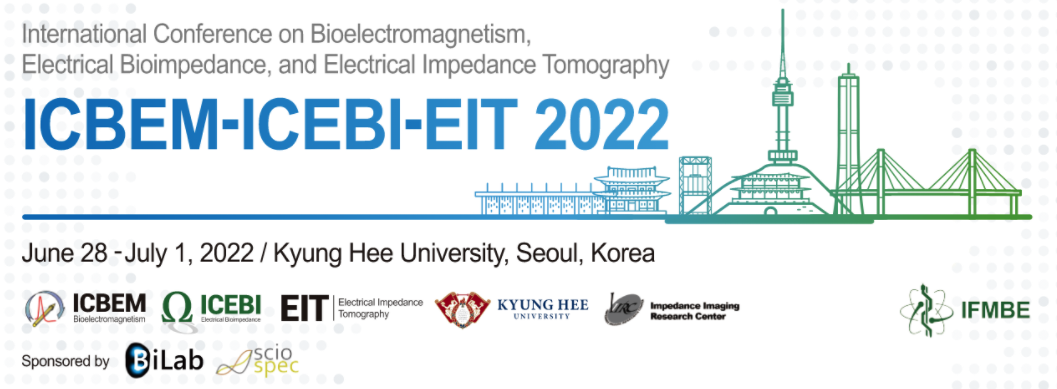 International Conference on Bioelectromagnetism,
Electrical Bioimpedance, and Electrical Impedance Tomography
ICBEM-ICEBI-EIT 2022
June 28 - July 1, 2022 / Kyung Hee University, Seoul, Korea
ICBEM
Bioelectromagnetism
ICEBI
Electrical Bioimpedance
EIT
Electrical Impedance
Tomography
KYUNG HEE
UNIVERSITY
IIRC
Impedance Imaging
Research Center
IFMBE
Sponsored by
BiLab
scio
spec